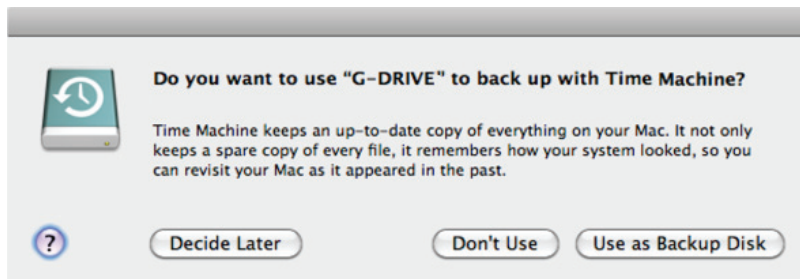 Do you want to use “G-DRIVE” to back up with Time Machine?
Time Machine keeps an up-to-date copy of everything on your Mac. It not only
keeps a spare copy of every file, it remembers how your system looked, so you
can revisit your Mac as it appeared in the past.
? Decide Later Don't Use Use as Backup Disk